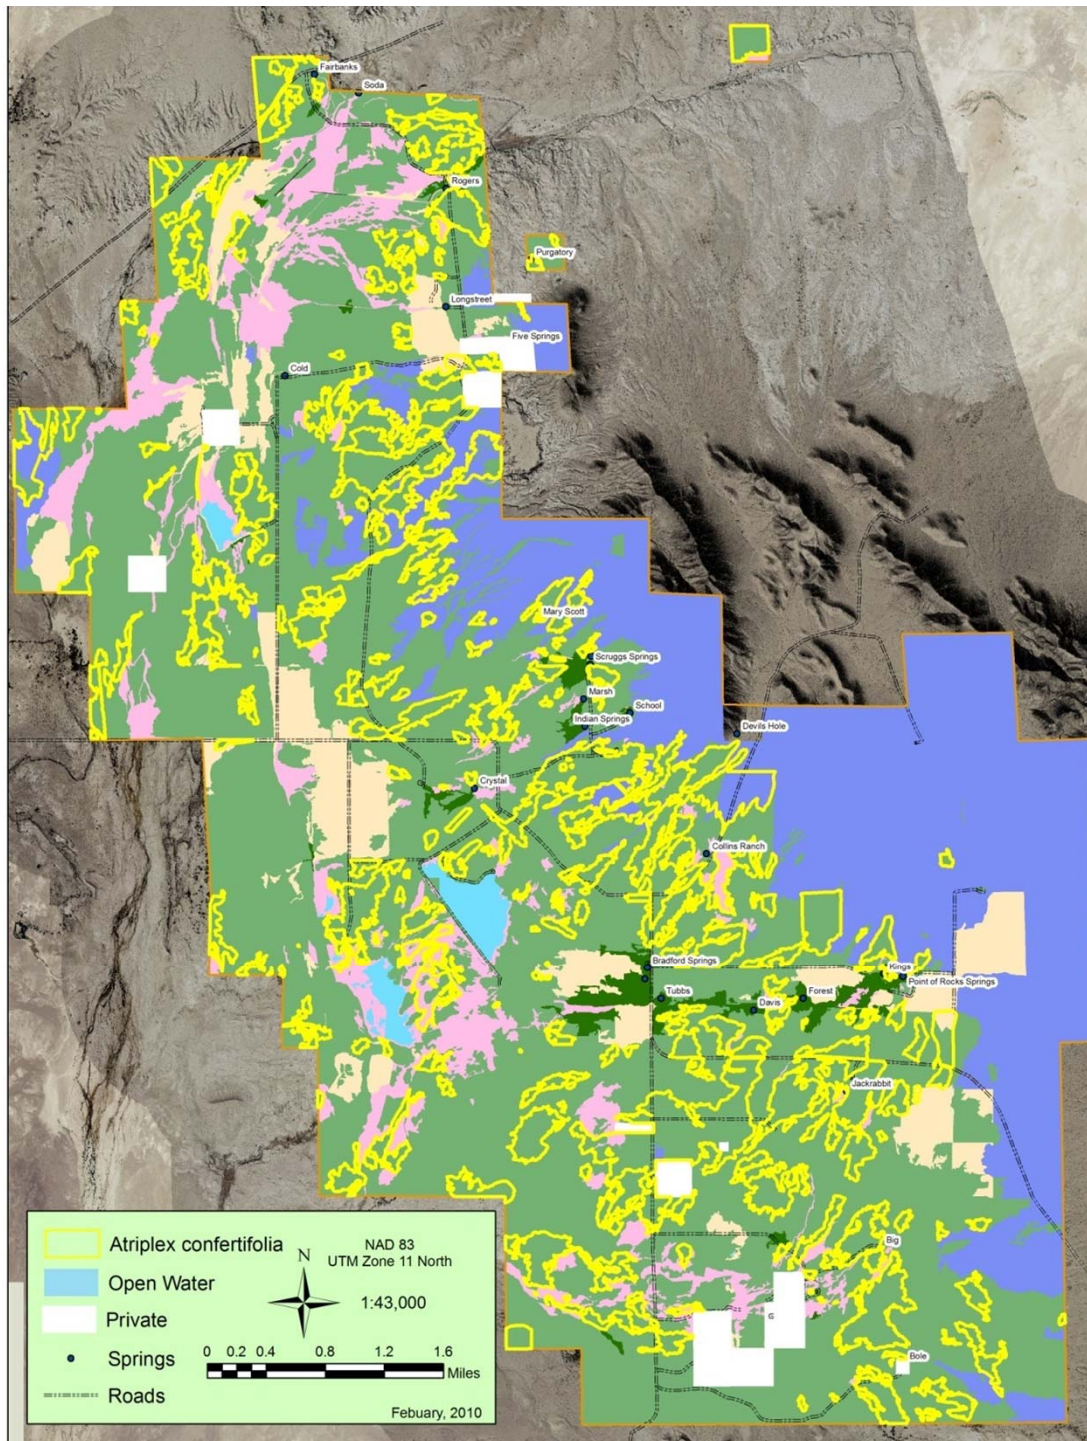 Fairbanks
Soda
Rogers
Purgatory
Longstreet
Five Springs
Cold
Mary Scott
Scruggs Springs
Marsh
School
Indian Springs
Devils Hole
Crystal
Collins Ranch
Bradford Springs
Kings
Point of Rocks Springs
Tubbs
Forest
Davis
Jackrabbit
Big
G
Bole
Atriplex confertifolia
Open Water
Private
Springs
Roads
N
NAD 83
UTM Zone 11 North
1:43,000
0 0.2 0.4 0.8 1.2 1.6
Miles
Febuary, 2010